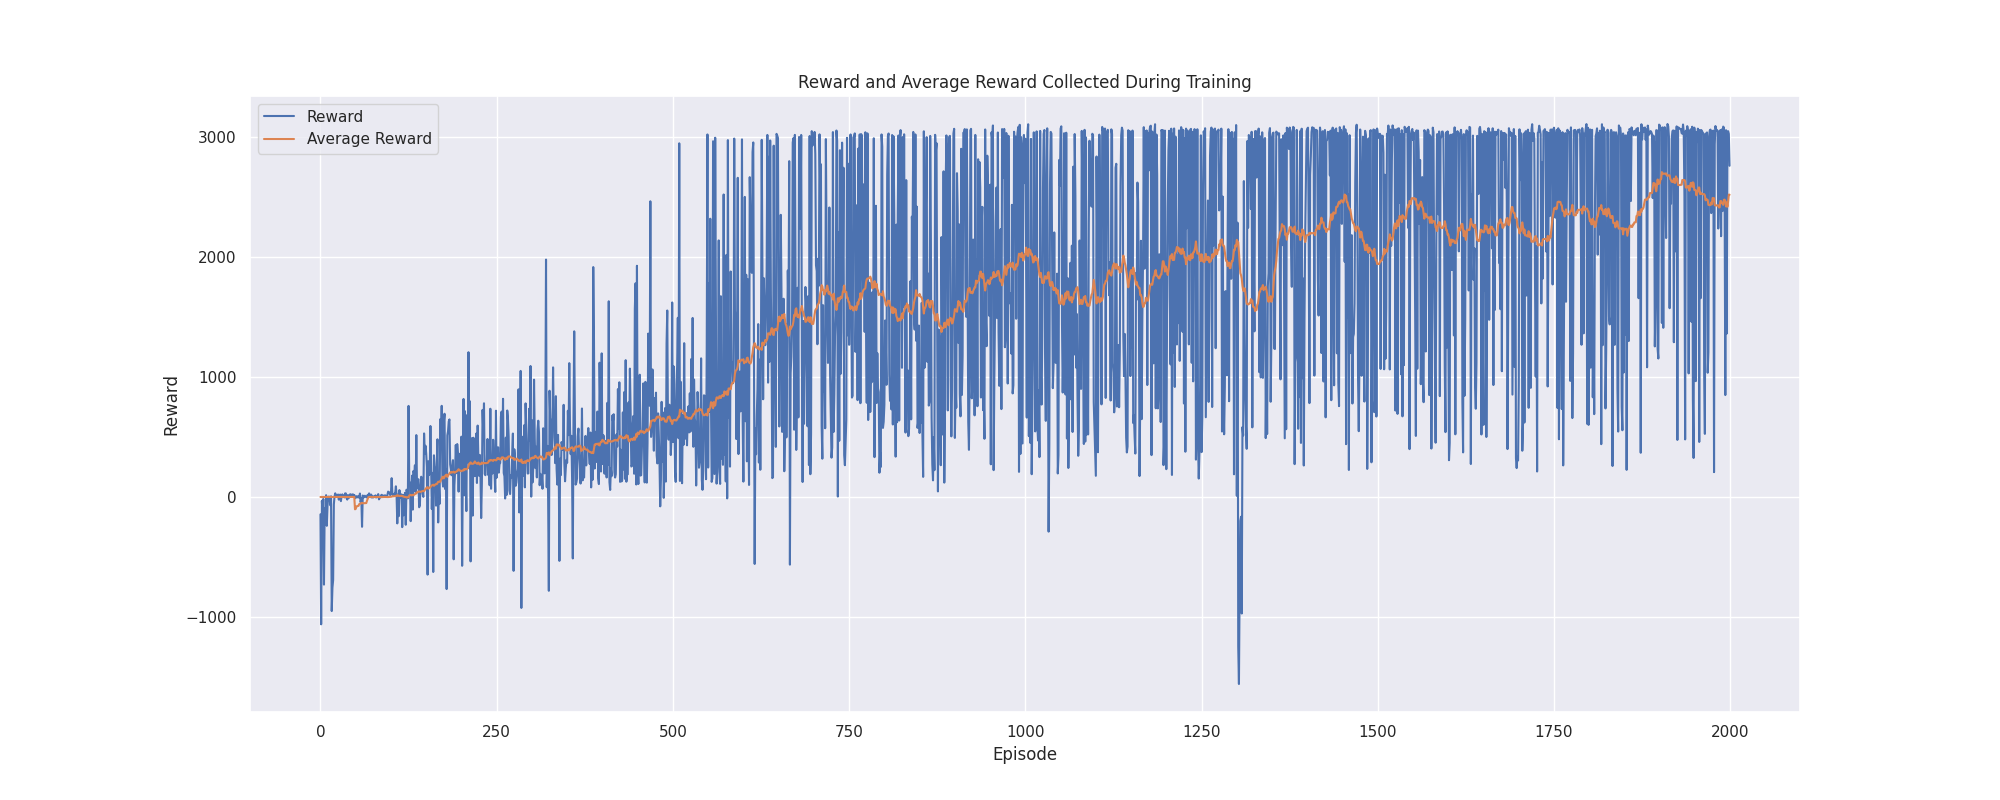 Reward and Average Reward Collected During Training
Reward
Average Reward
3000
2000
1000
0
−1000
Reward
0 250 500 750 1000 1250 1500 1750 2000
Episode